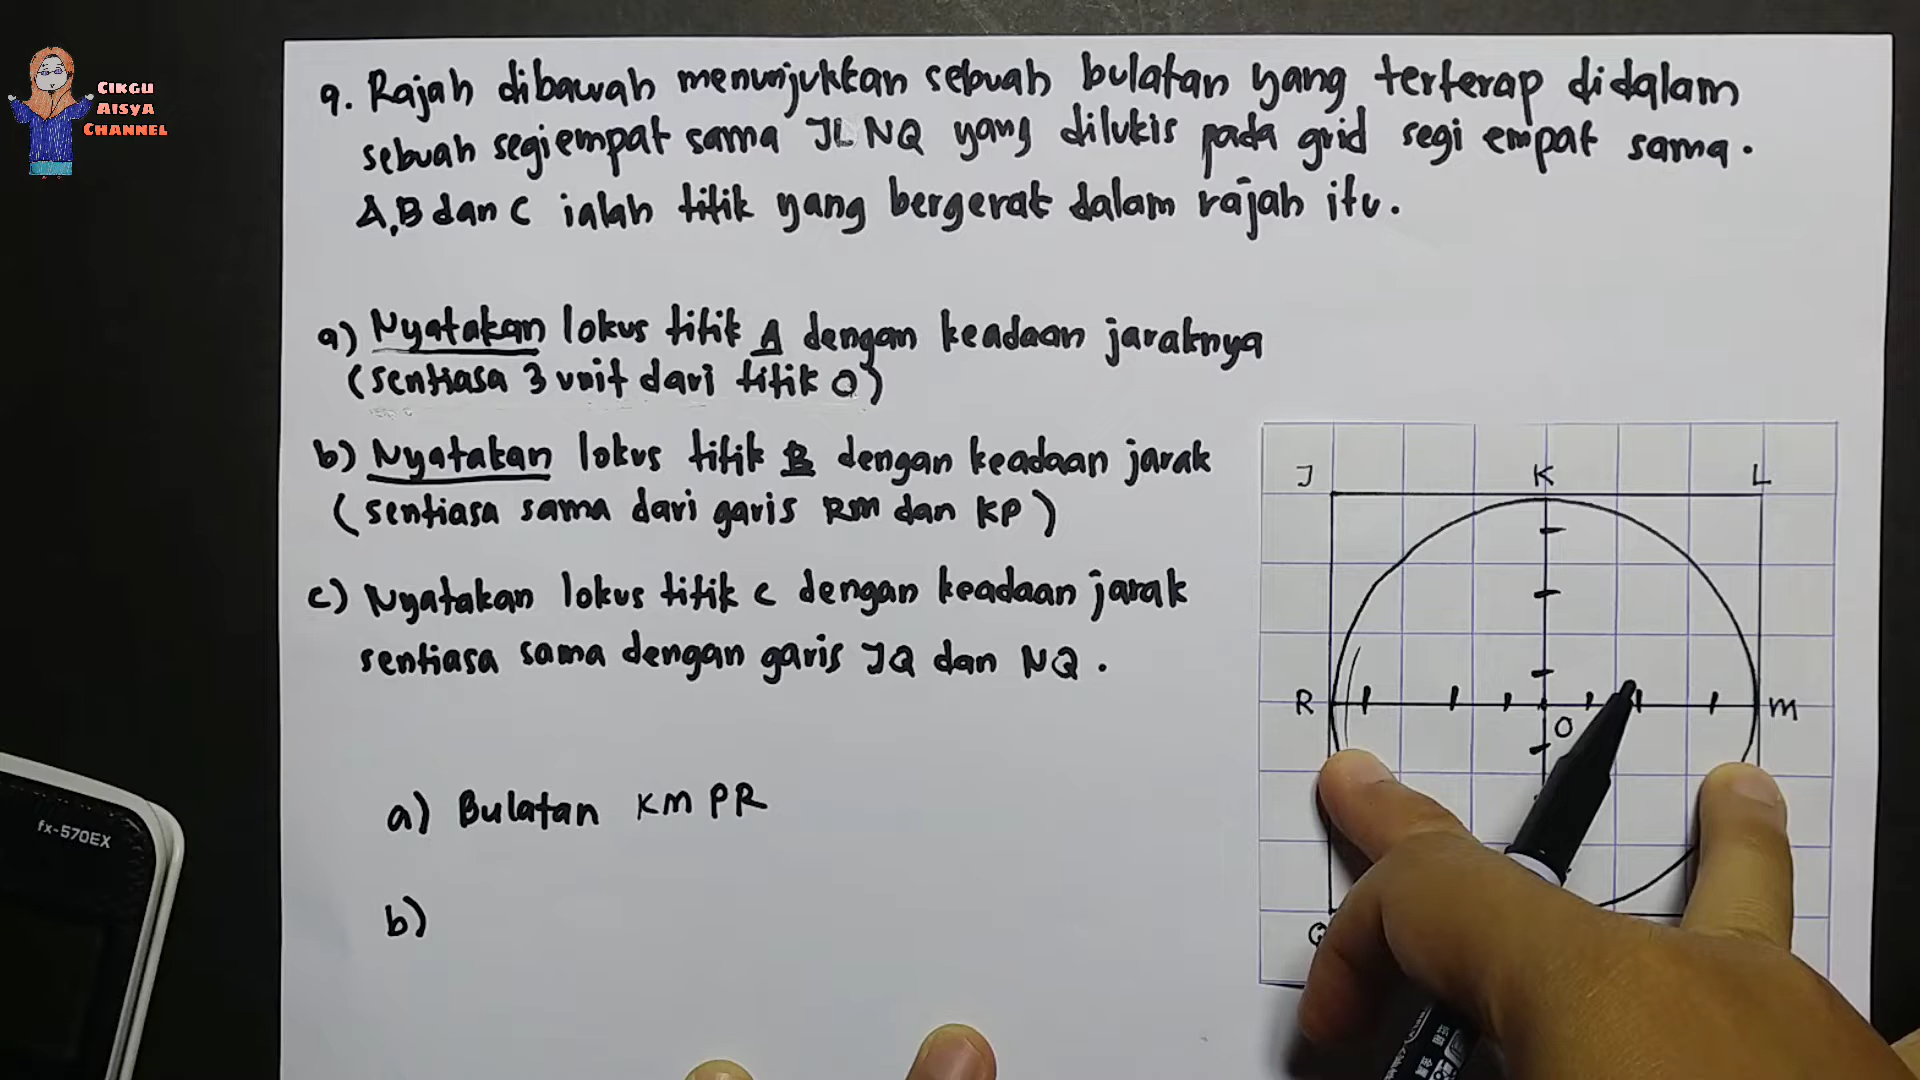 CIKGU
AISYA
CHANNEL
9. Rajah dibawah menunjukkan sebuah bulatan yang terterap didalam
sebuah segiempat sama JLNQ yang dilukis pada grid segi empat sama.
A,B dan C ialah titik yang bergerak dalam rajah itu.
a) Nyatakan lokus titik A dengan keadaan jaraknya
(sentiasa 3 unit dari titik O)
b) Nyatakan lokus titik B dengan keadaan jarak
(sentiasa sama dari garis RM dan KP)
c) Nyatakan lokus titik C dengan keadaan jarak
sentiasa sama dengan garis JQ dan NQ.
J K L
R O M
a) Bulatan KMPR
b)
fx-570EX